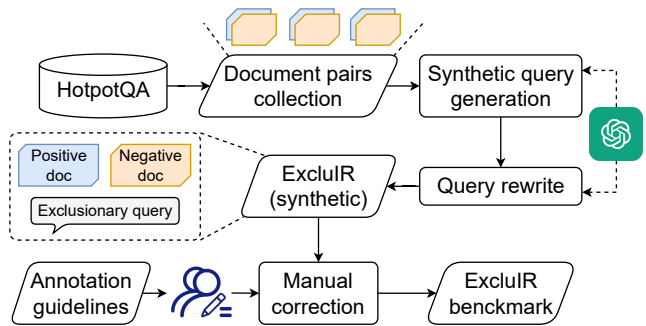 HotpotQA
Document pairs
collection
Synthetic query
generation
Positive
doc
Negative
doc
Exclusionary query
ExcluIR
(synthetic)
Query rewrite
Annotation
guidelines
Manual
correction
ExcluIR
benckmark